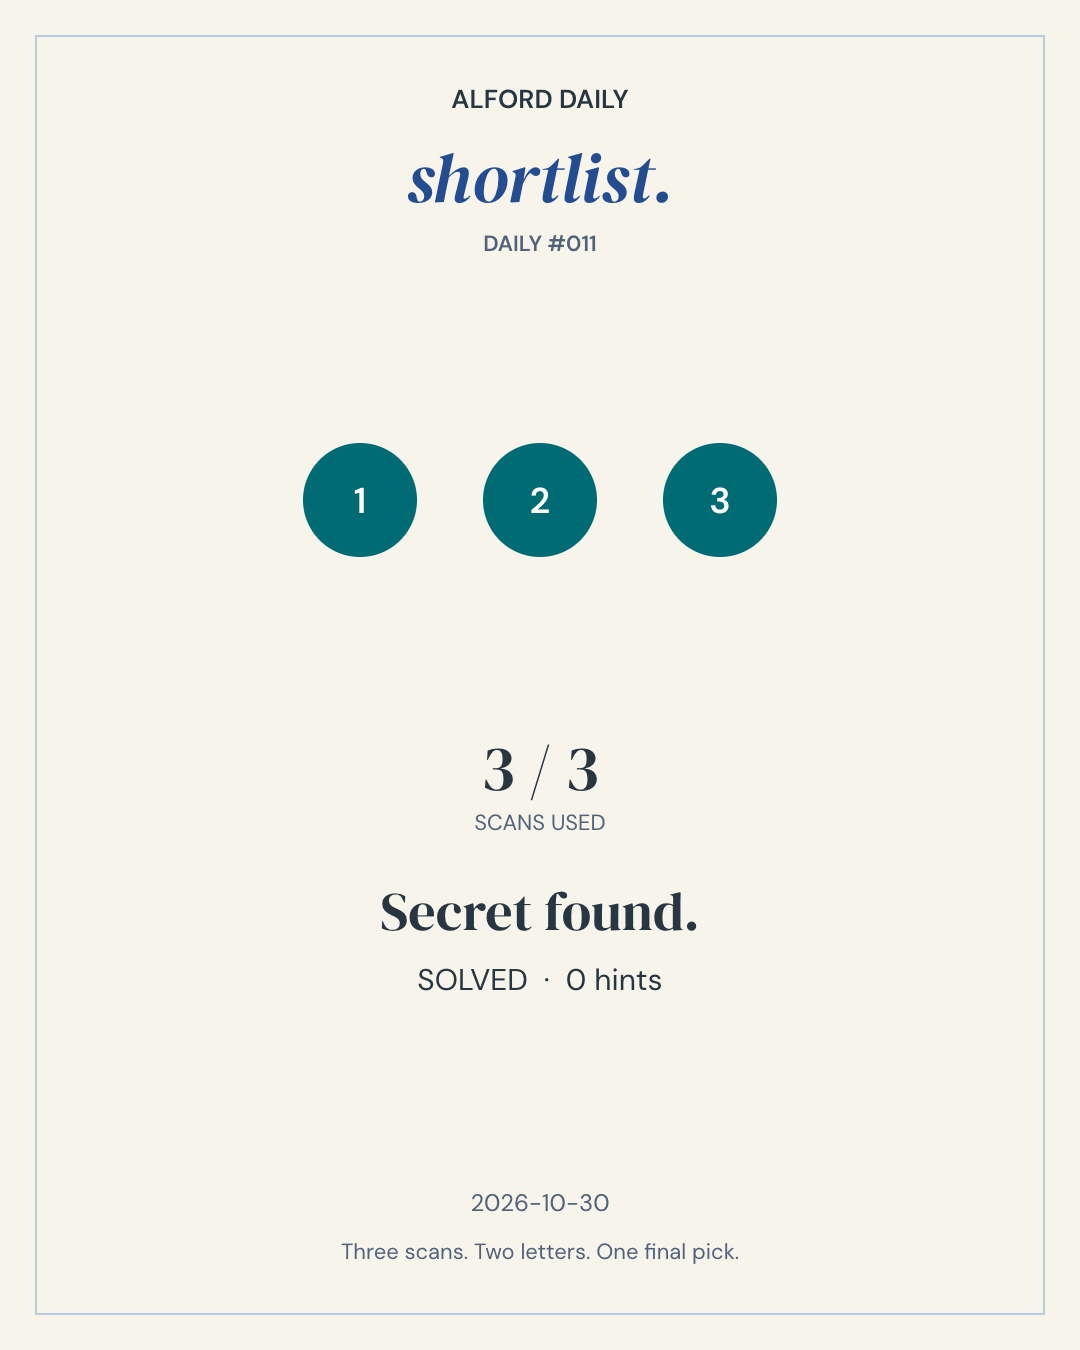 ALFORD DAILY
shortlist.
DAILY #011
1 2 3
3 / 3
SCANS USED
Secret found.
SOLVED · 0 hints
2026-10-30
Three scans. Two letters. One final pick.